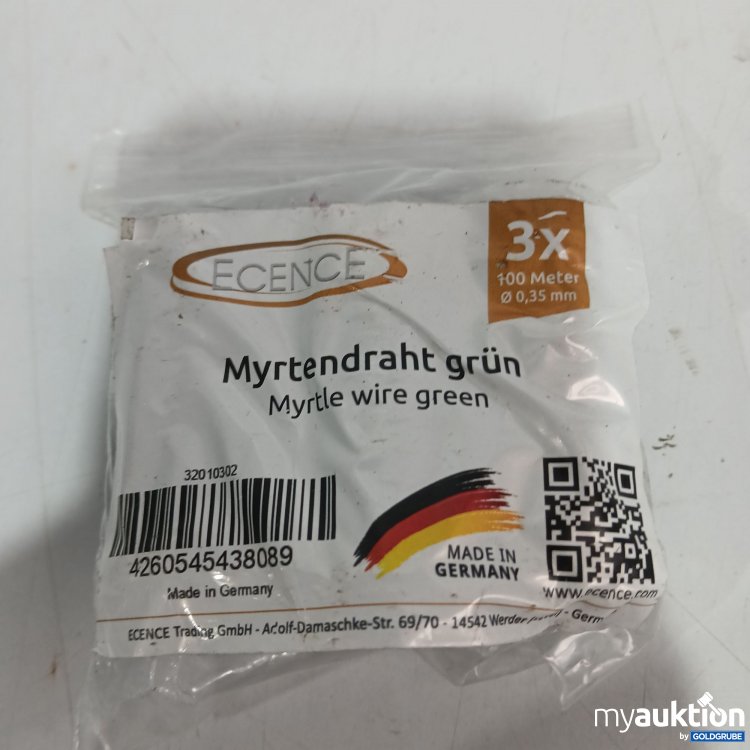 ECENCE
3x
100 Meter
Ø 0,35 mm
Myrtendraht grün
Myrtle wire green
32010302
4260545438089
Made in Germany
MADE IN
GERMANY
www.ecence.com
ECENCE Trading GmbH - Adolf-Damaschke-Str. 69/70 - 14542 Werder
myauktion
by GOLDGRUBE